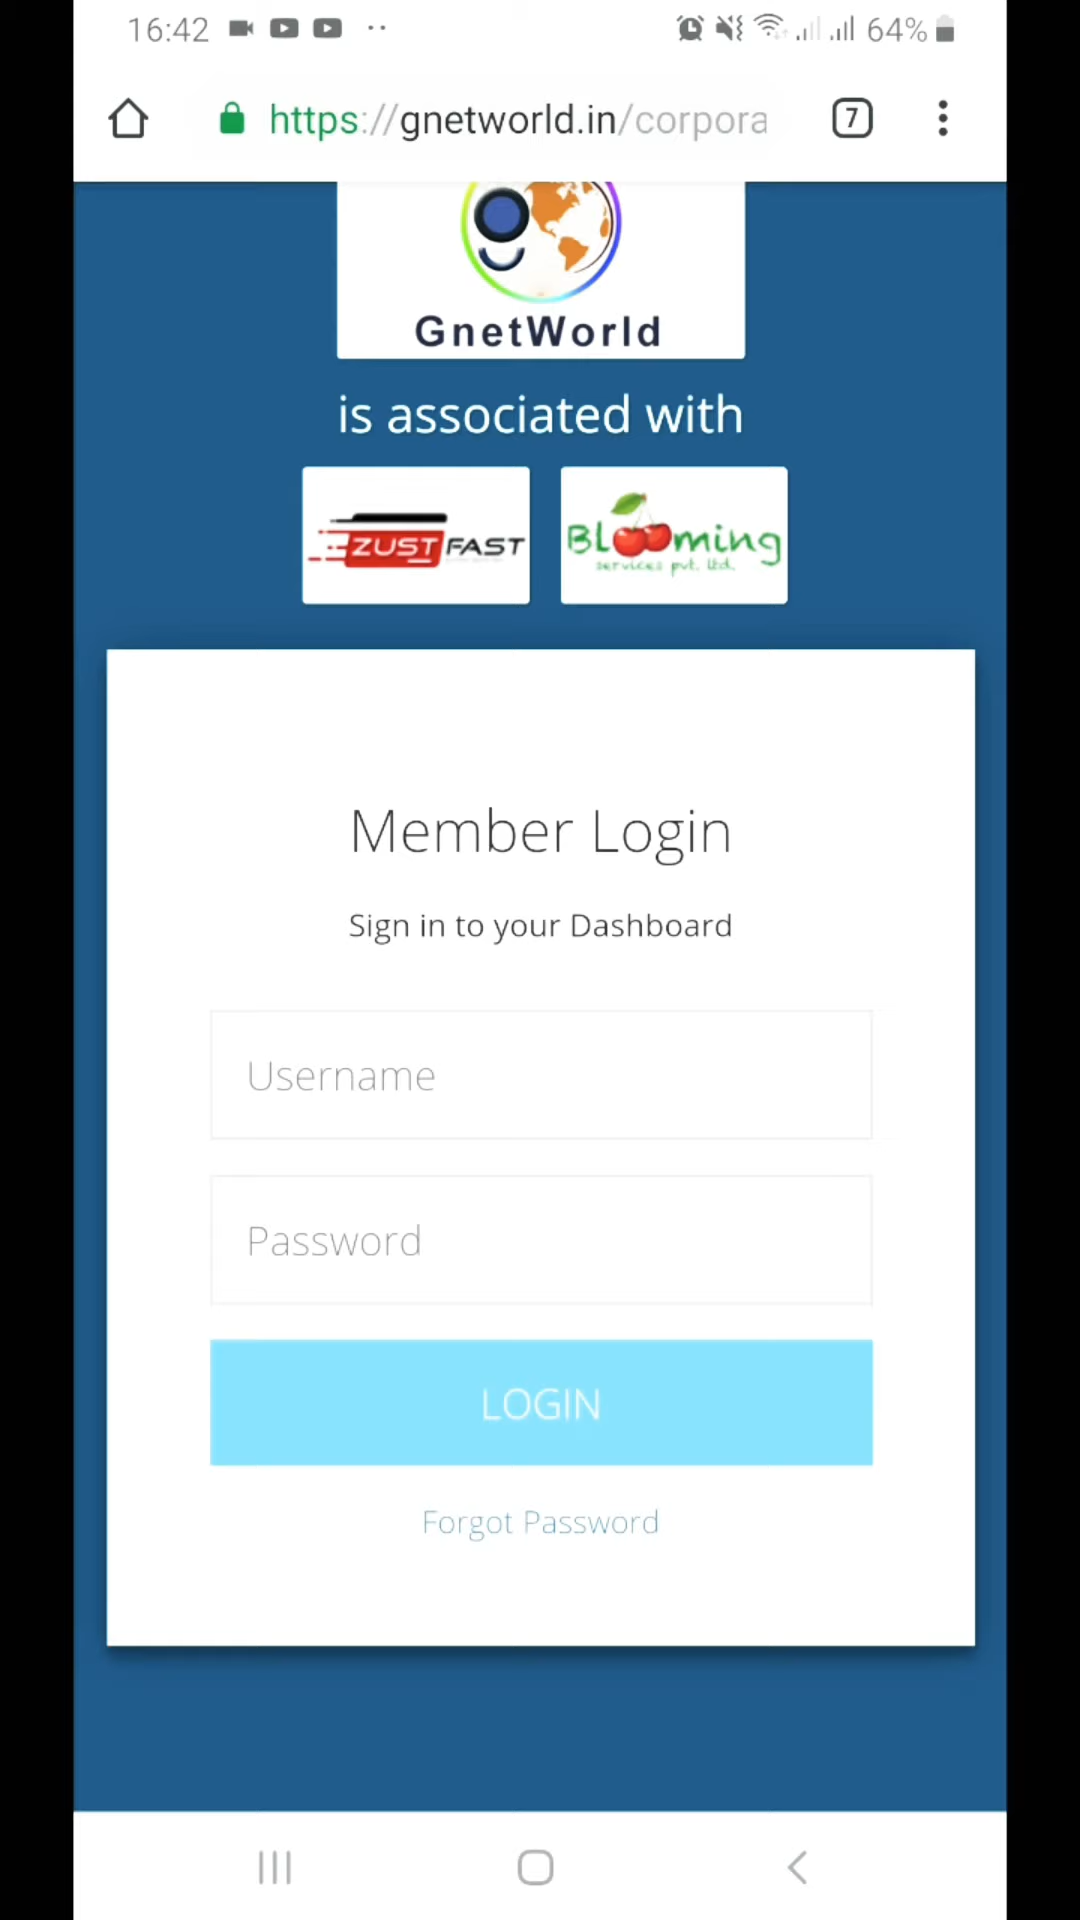 16:42
64%
https://gnetworld.in/corpora
7
GnetWorld
is associated with
ZUST FAST
Blooming
services pvt. ltd.
Member Login
Sign in to your Dashboard
Username
Password
LOGIN
Forgot Password